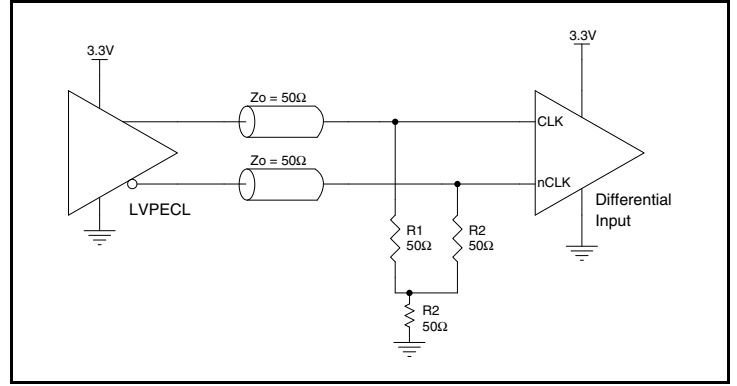 3.3V
3.3V
Zo = 50Ω
CLK
Zo = 50Ω
nCLK
LVPECL
Differential
Input
R1
50Ω
R2
50Ω
R2
50Ω